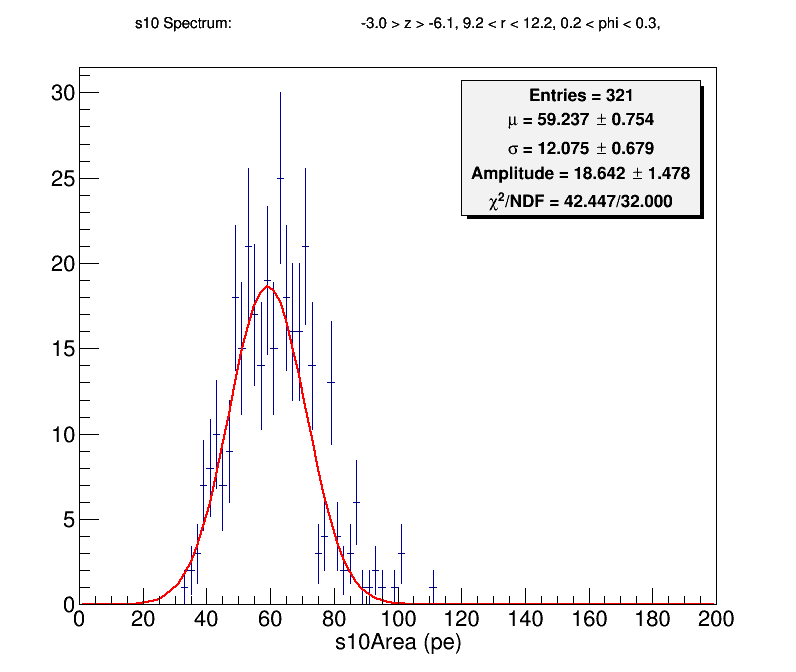 s10 Spectrum: -3.0 > z > -6.1, 9.2 < r < 12.2, 0.2 < phi < 0.3,
Entries = 321
μ = 59.237 ± 0.754
σ = 12.075 ± 0.679
Amplitude = 18.642 ± 1.478
χ²/NDF = 42.447/32.000
30
25
20
15
10
5
0
0 20 40 60 80 100 120 140 160 180 200
s10Area (pe)